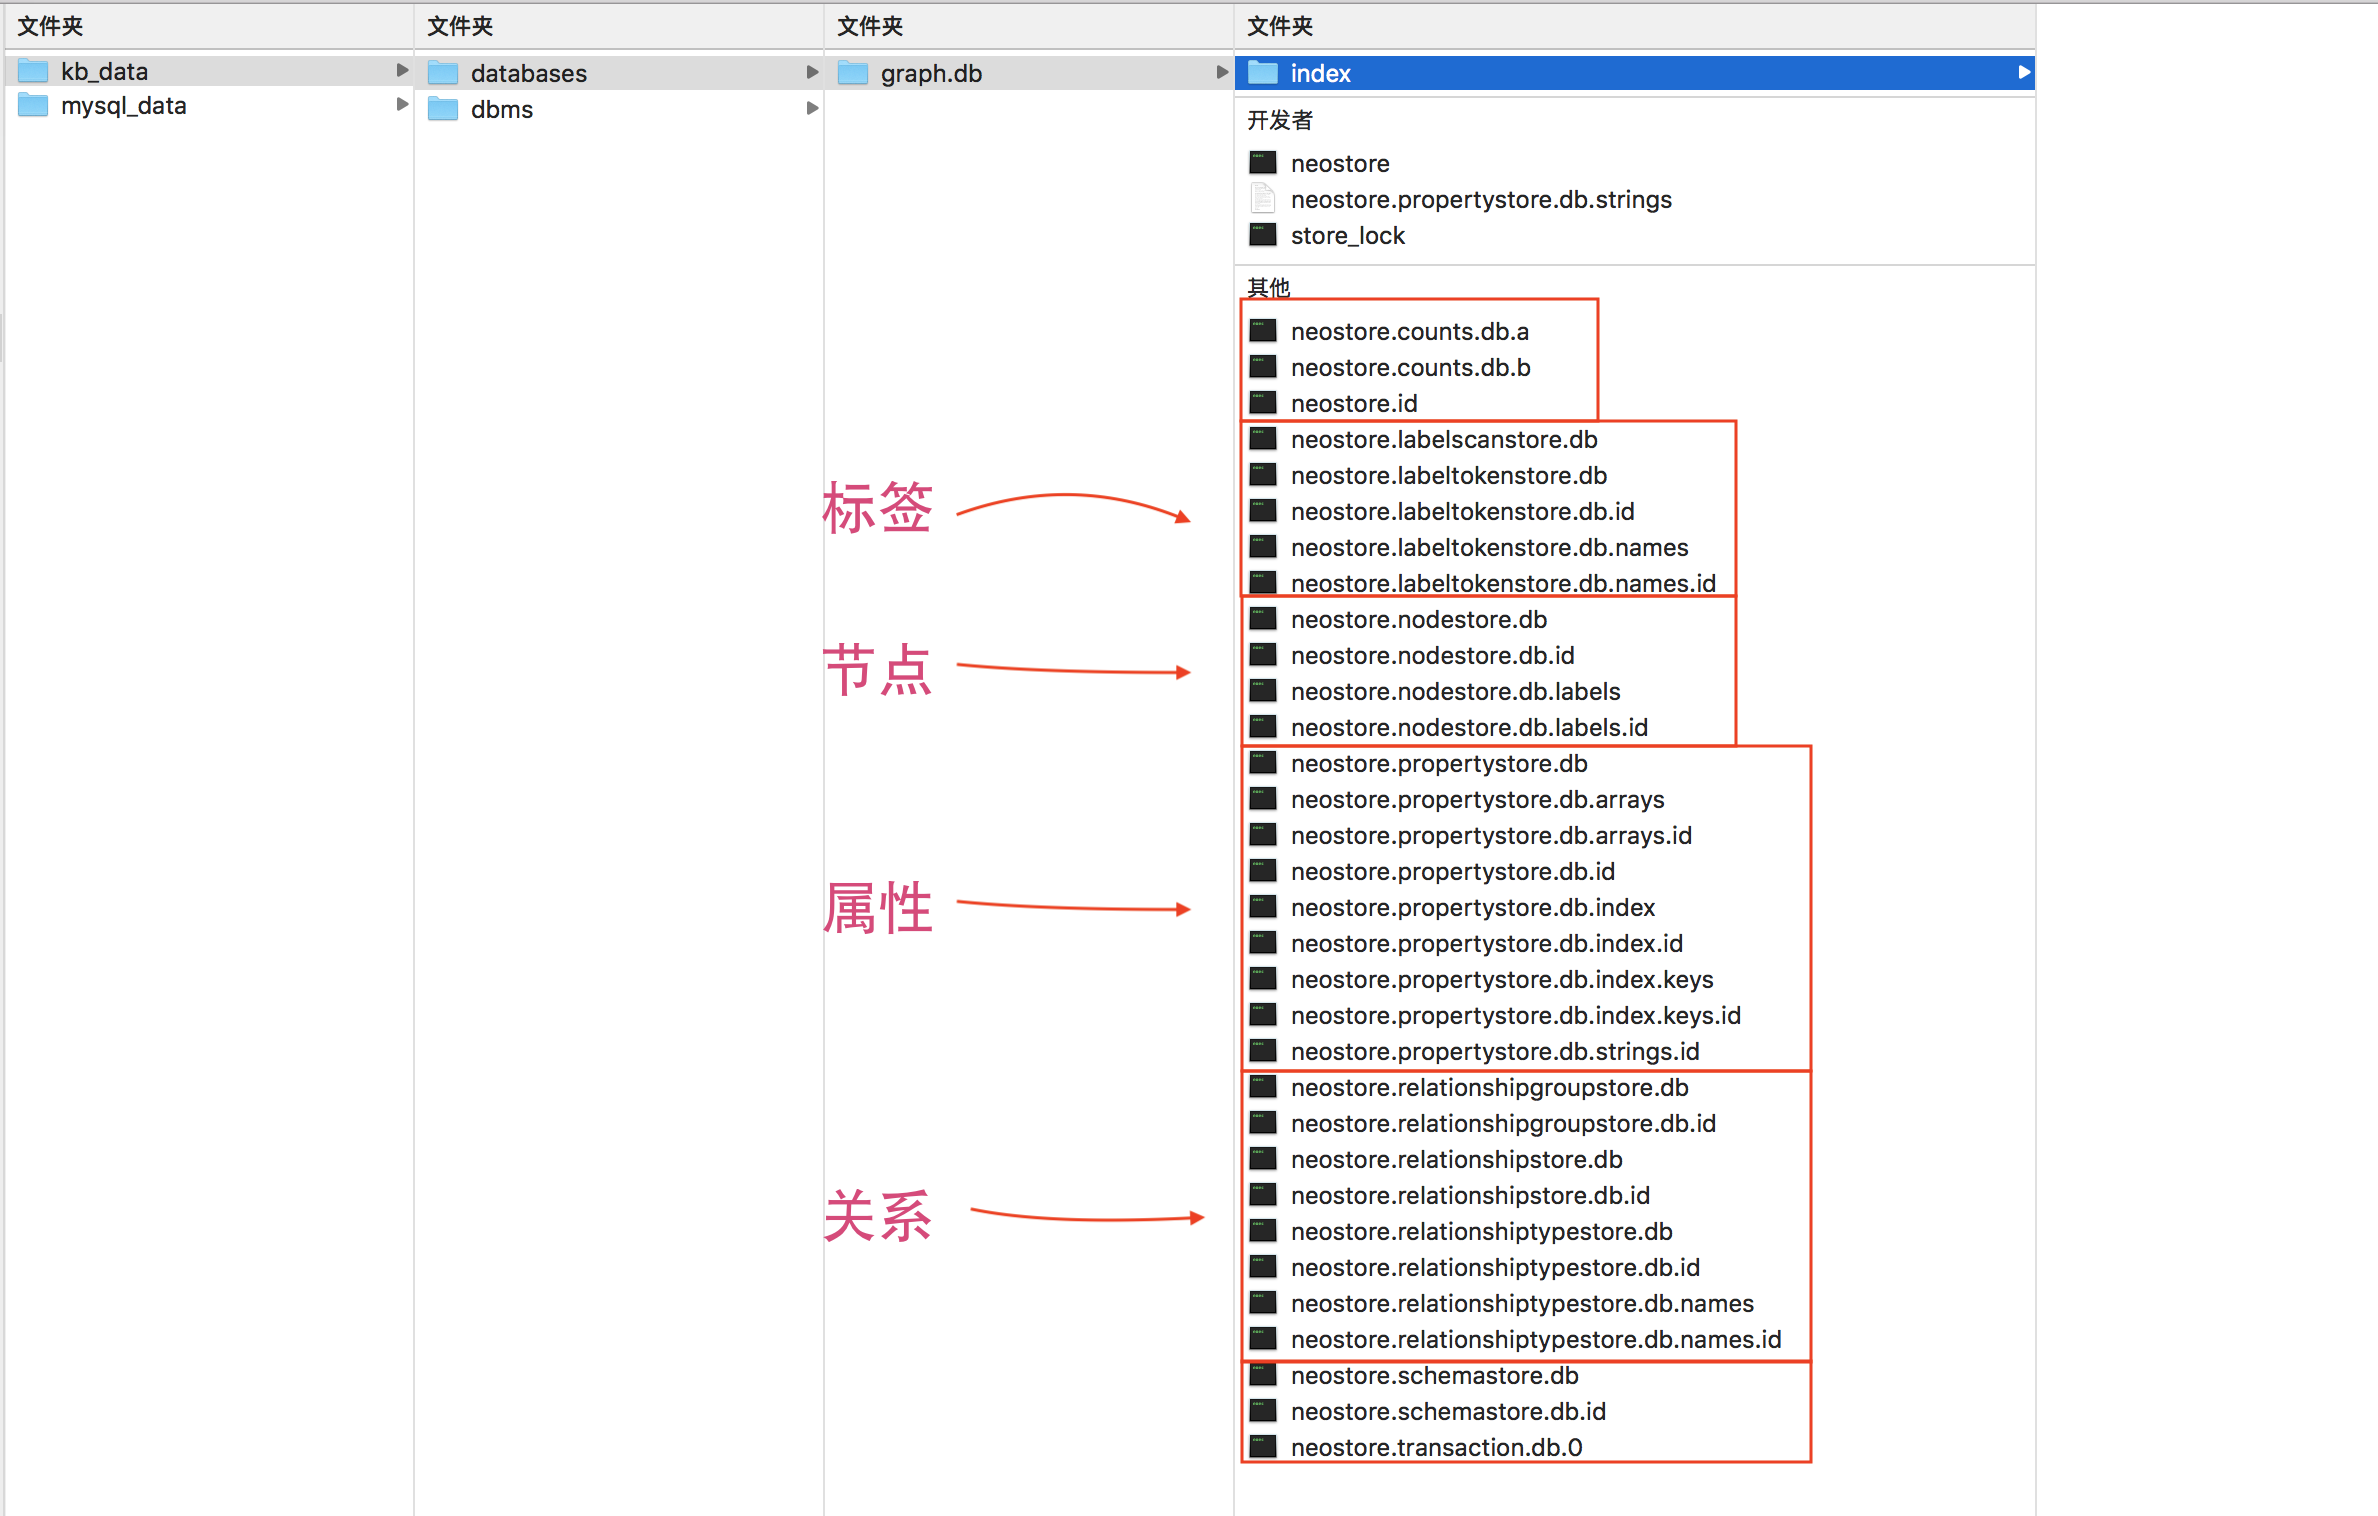 文件夹
kb_data
mysql_data
文件夹
databases
dbms
文件夹
graph.db
文件夹
index
开发者
neostore
neostore.propertystore.db.strings
store_lock
其他
neostore.counts.db.a
neostore.counts.db.b
neostore.id
标签
neostore.labelscanstore.db
neostore.labeltokenstore.db
neostore.labeltokenstore.db.id
neostore.labeltokenstore.db.names
neostore.labeltokenstore.db.names.id
节点
neostore.nodestore.db
neostore.nodestore.db.id
neostore.nodestore.db.labels
neostore.nodestore.db.labels.id
属性
neostore.propertystore.db
neostore.propertystore.db.arrays
neostore.propertystore.db.arrays.id
neostore.propertystore.db.id
neostore.propertystore.db.index
neostore.propertystore.db.index.id
neostore.propertystore.db.index.keys
neostore.propertystore.db.index.keys.id
neostore.propertystore.db.strings.id
关系
neostore.relationshipgroupstore.db
neostore.relationshipgroupstore.db.id
neostore.relationshipstore.db
neostore.relationshipstore.db.id
neostore.relationshiptypestore.db
neostore.relationshiptypestore.db.id
neostore.relationshiptypestore.db.names
neostore.relationshiptypestore.db.names.id
neostore.schemastore.db
neostore.schemastore.db.id
neostore.transaction.db.0